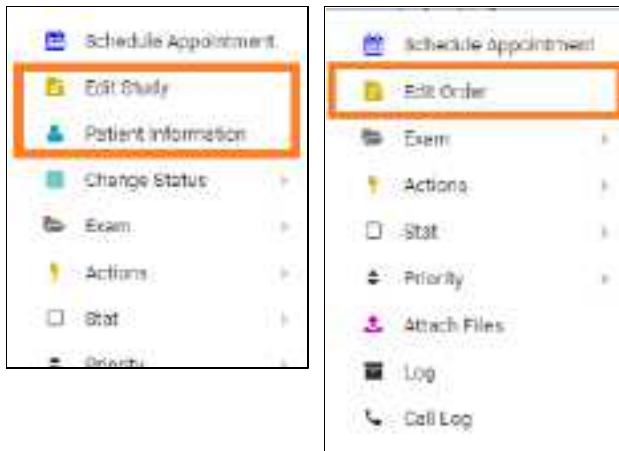 Schedule Appointment
Edit Study
Patient Information
Change Status
Exam
Actions
Stat
Priority
Schedule Appointment
Edit Order
Exam
Actions
Stat
Priority
Attach Files
Log
Call Log